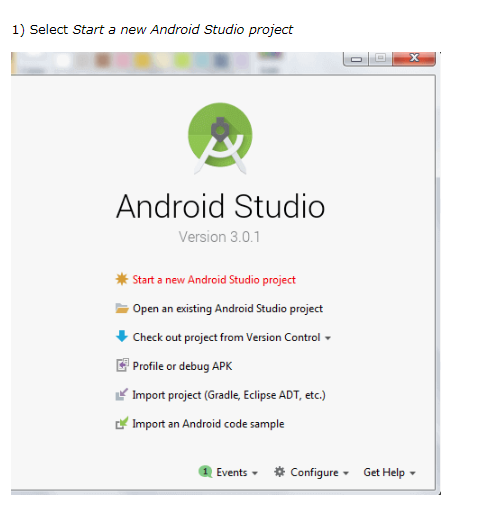 1) Select Start a new Android Studio project
Android Studio
Version 3.0.1
Start a new Android Studio project
Open an existing Android Studio project
Check out project from Version Control
Profile or debug APK
Import project (Gradle, Eclipse ADT, etc.)
Import an Android code sample
1 Events Configure Get Help